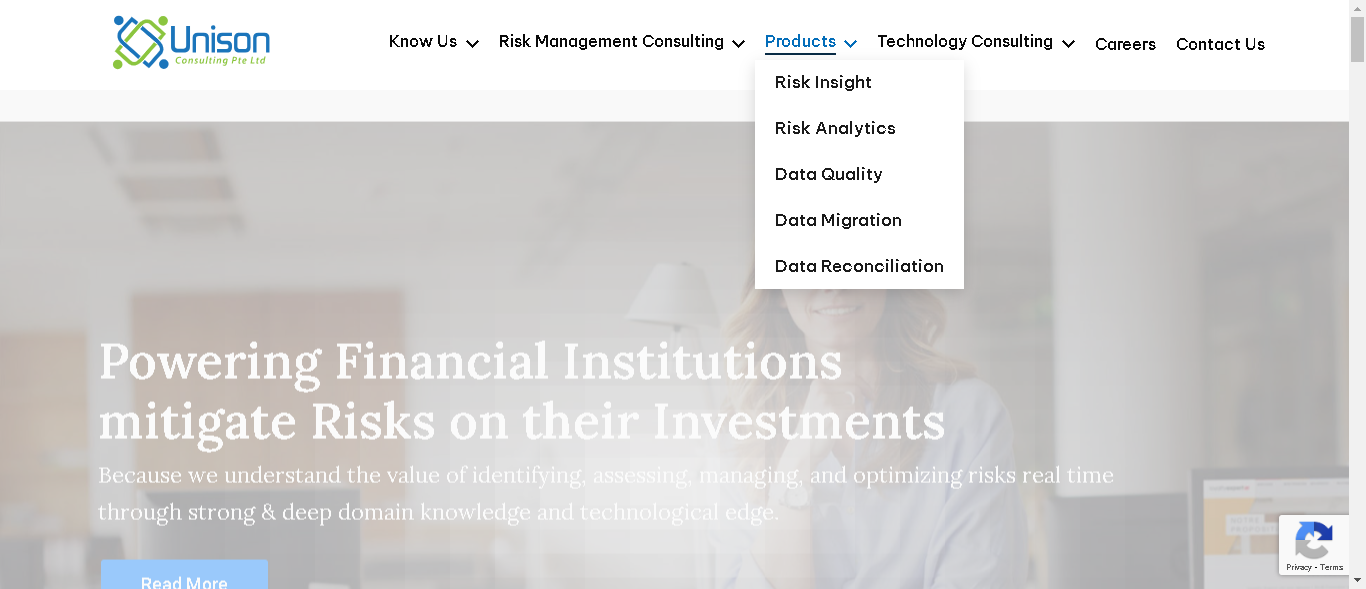 Unison
Consulting Pte Ltd
Know Us
Risk Management Consulting
Products
Technology Consulting
Careers
Contact Us
Risk Insight
Risk Analytics
Data Quality
Data Migration
Data Reconciliation
Powering Financial Institutions
mitigate Risks on their Investments
Because we understand the value of identifying, assessing, managing, and optimizing risks real time
through strong & deep domain knowledge and technological edge.
Read More
Privacy - Terms